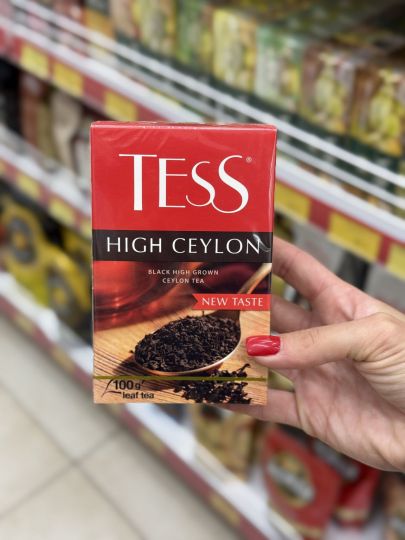 TESS®
HIGH CEYLON
BLACK HIGH GROWN
CEYLON TEA
NEW TASTE
100g
leaf tea